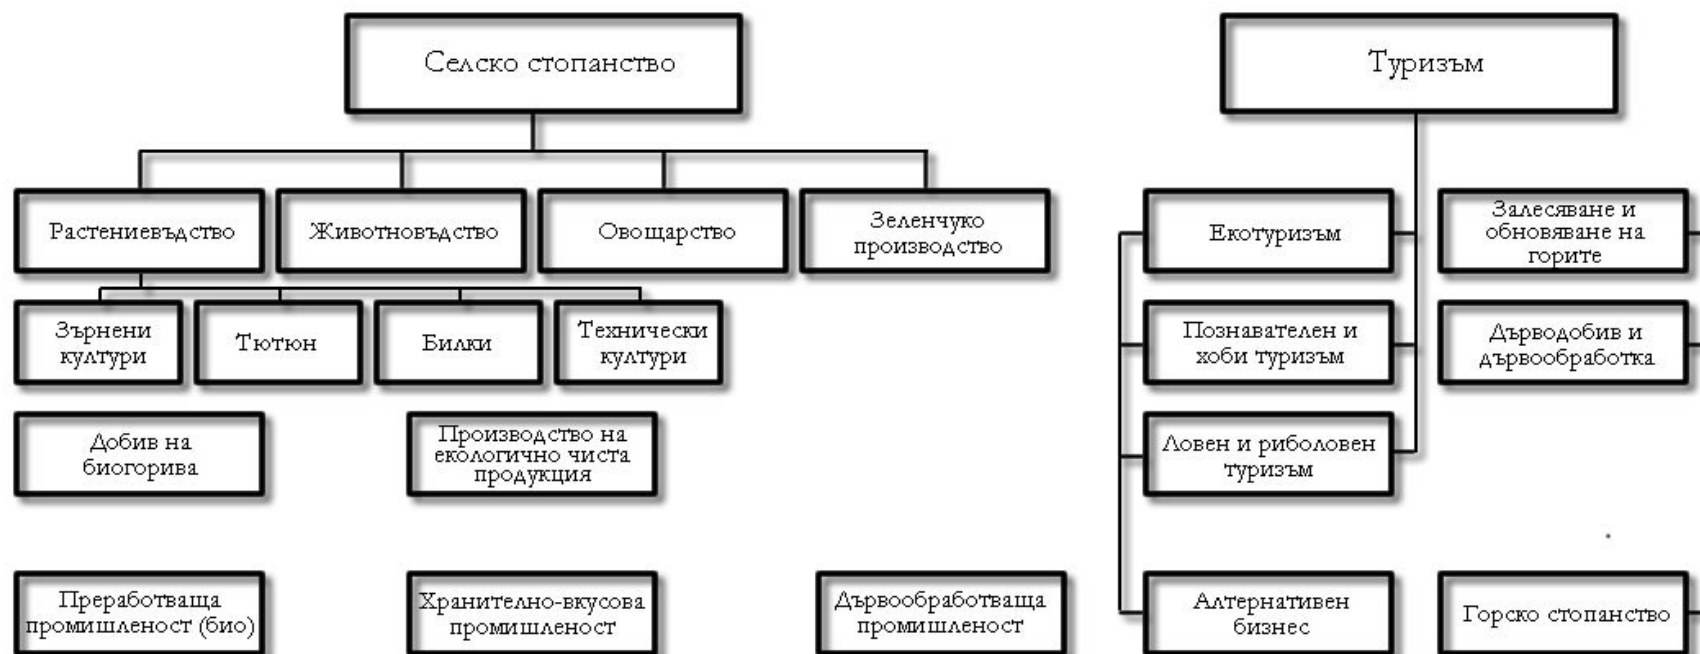 Селско стопанство
Туризъм
Растениевъдство
Животновъдство
Овощарство
Зеленчуко
производство
Екотуризъм
Залесяване и
обновяване на
горите
Зърнени
култури
Тютюн
Билки
Технически
култури
Познавателен и
хоби туризъм
Дърводобив и
дървообработка
Добив на
биогорива
Производство на
екологично чиста
продукция
Ловен и риболовен
туризъм
Преработваща
промишленост (био)
Хранително-вкусова
промишленост
Дървообработваща
промишленост
Алтернативен
бизнес
Горско стопанство